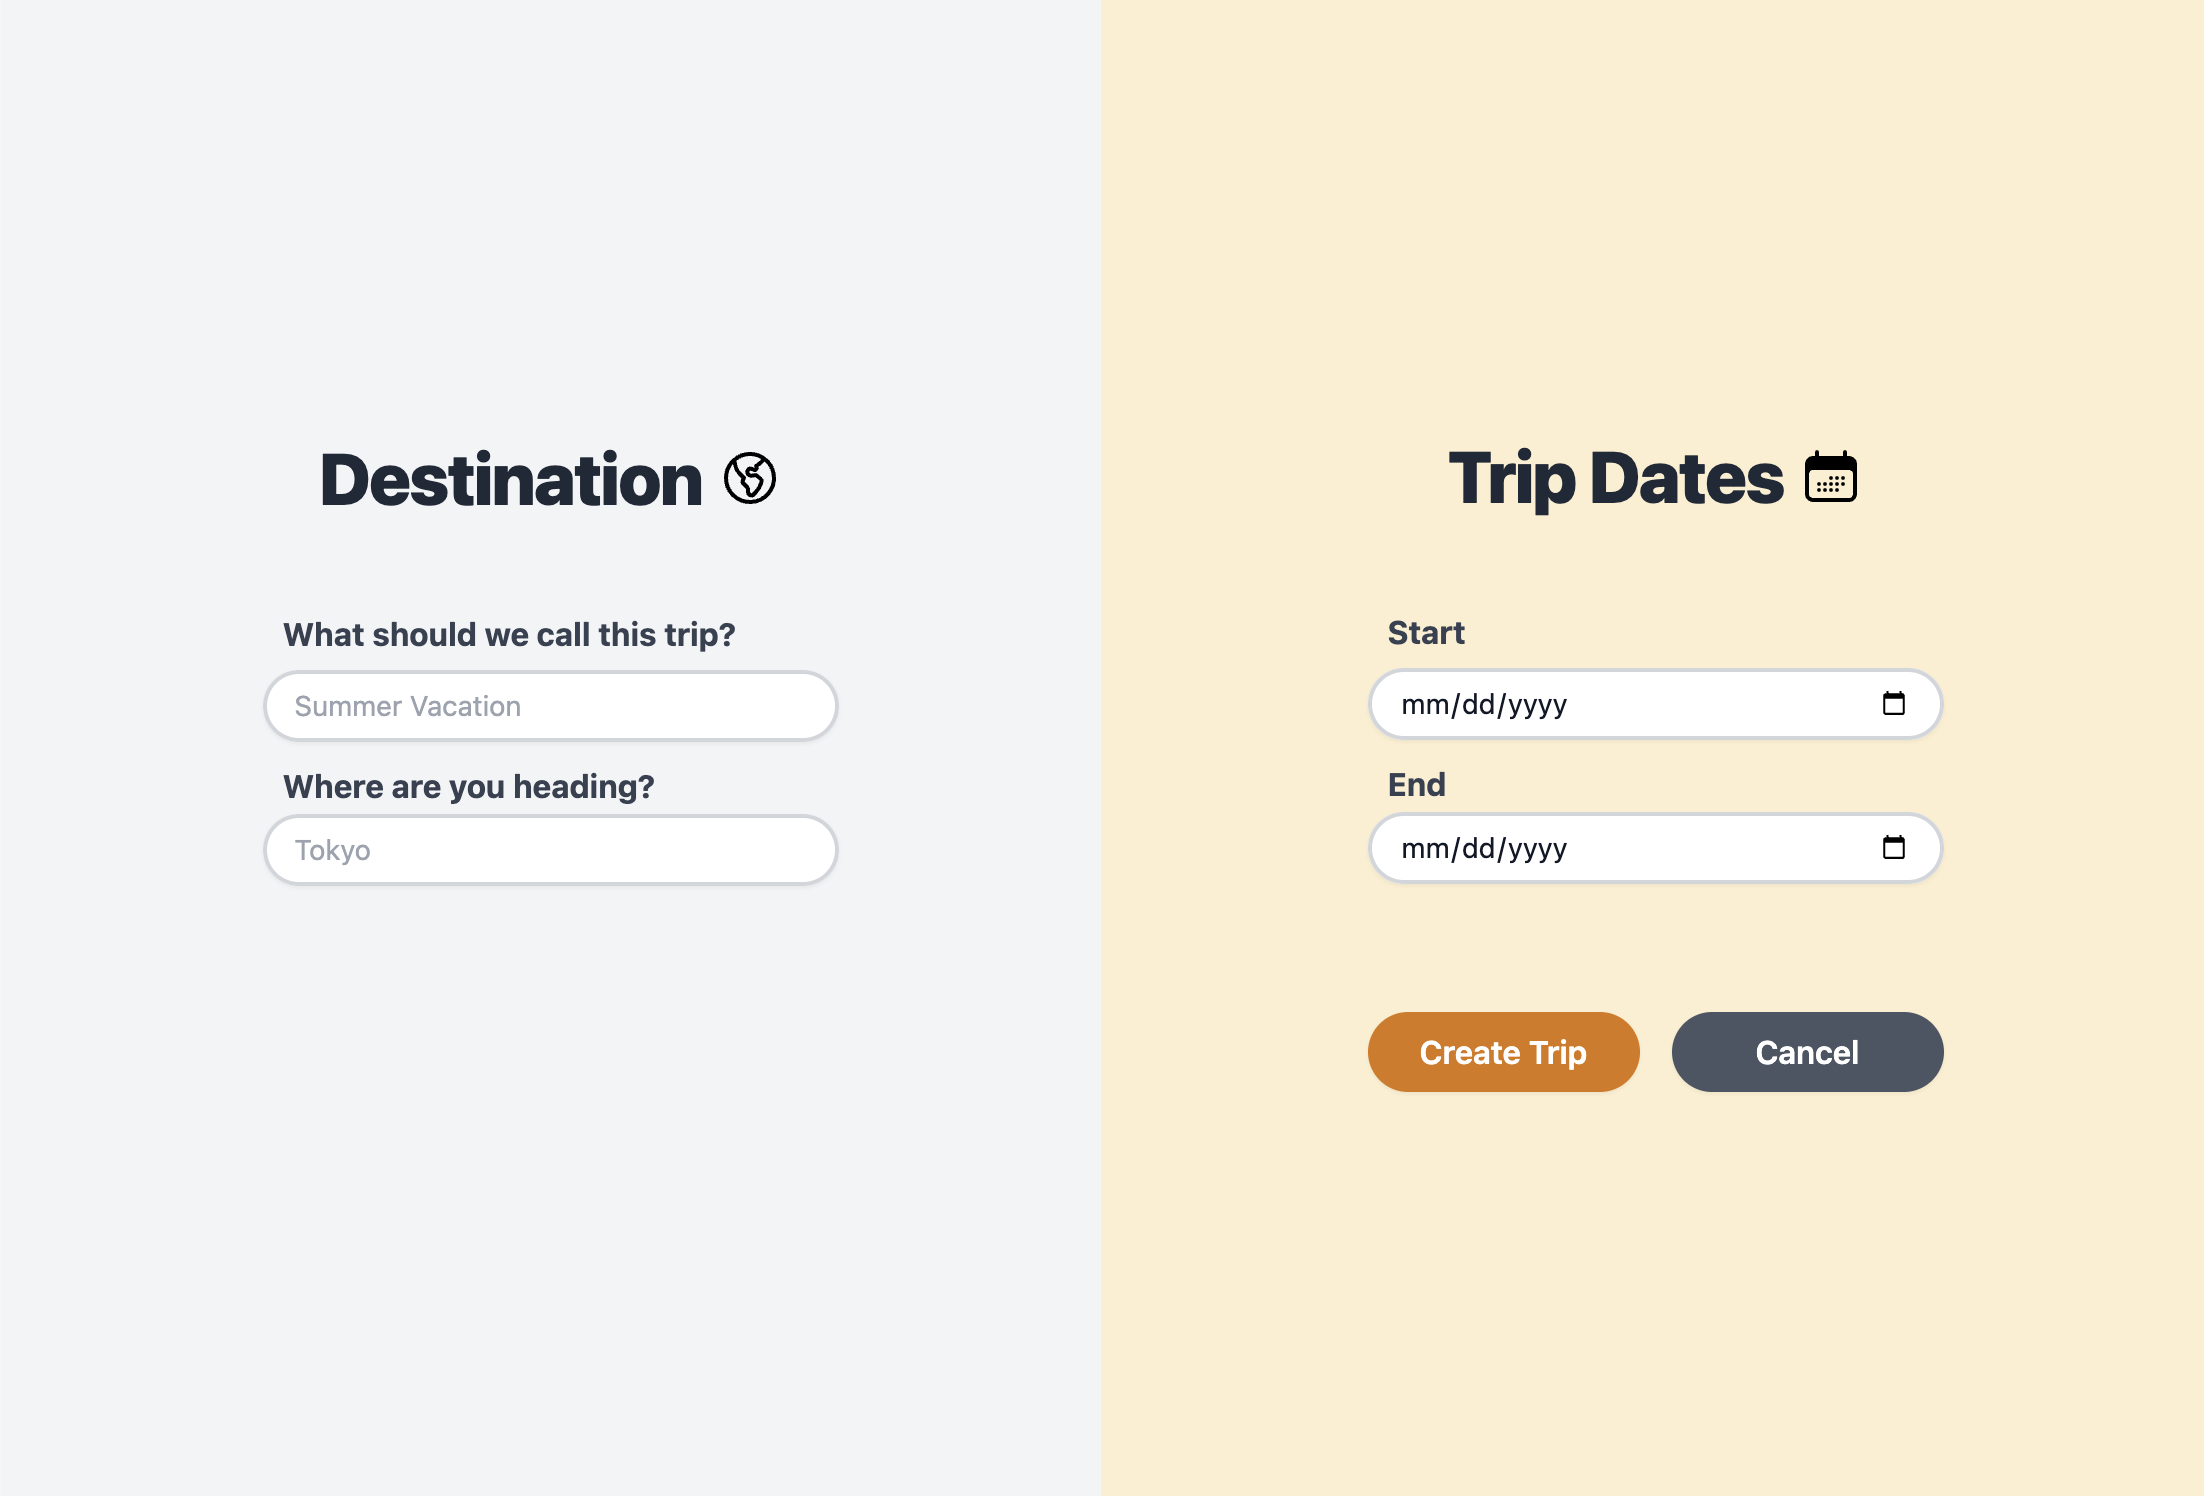 Destination
What should we call this trip?
Summer Vacation
Where are you heading?
Tokyo
Trip Dates
Start
mm/dd/yyyy
End
mm/dd/yyyy
Create Trip
Cancel